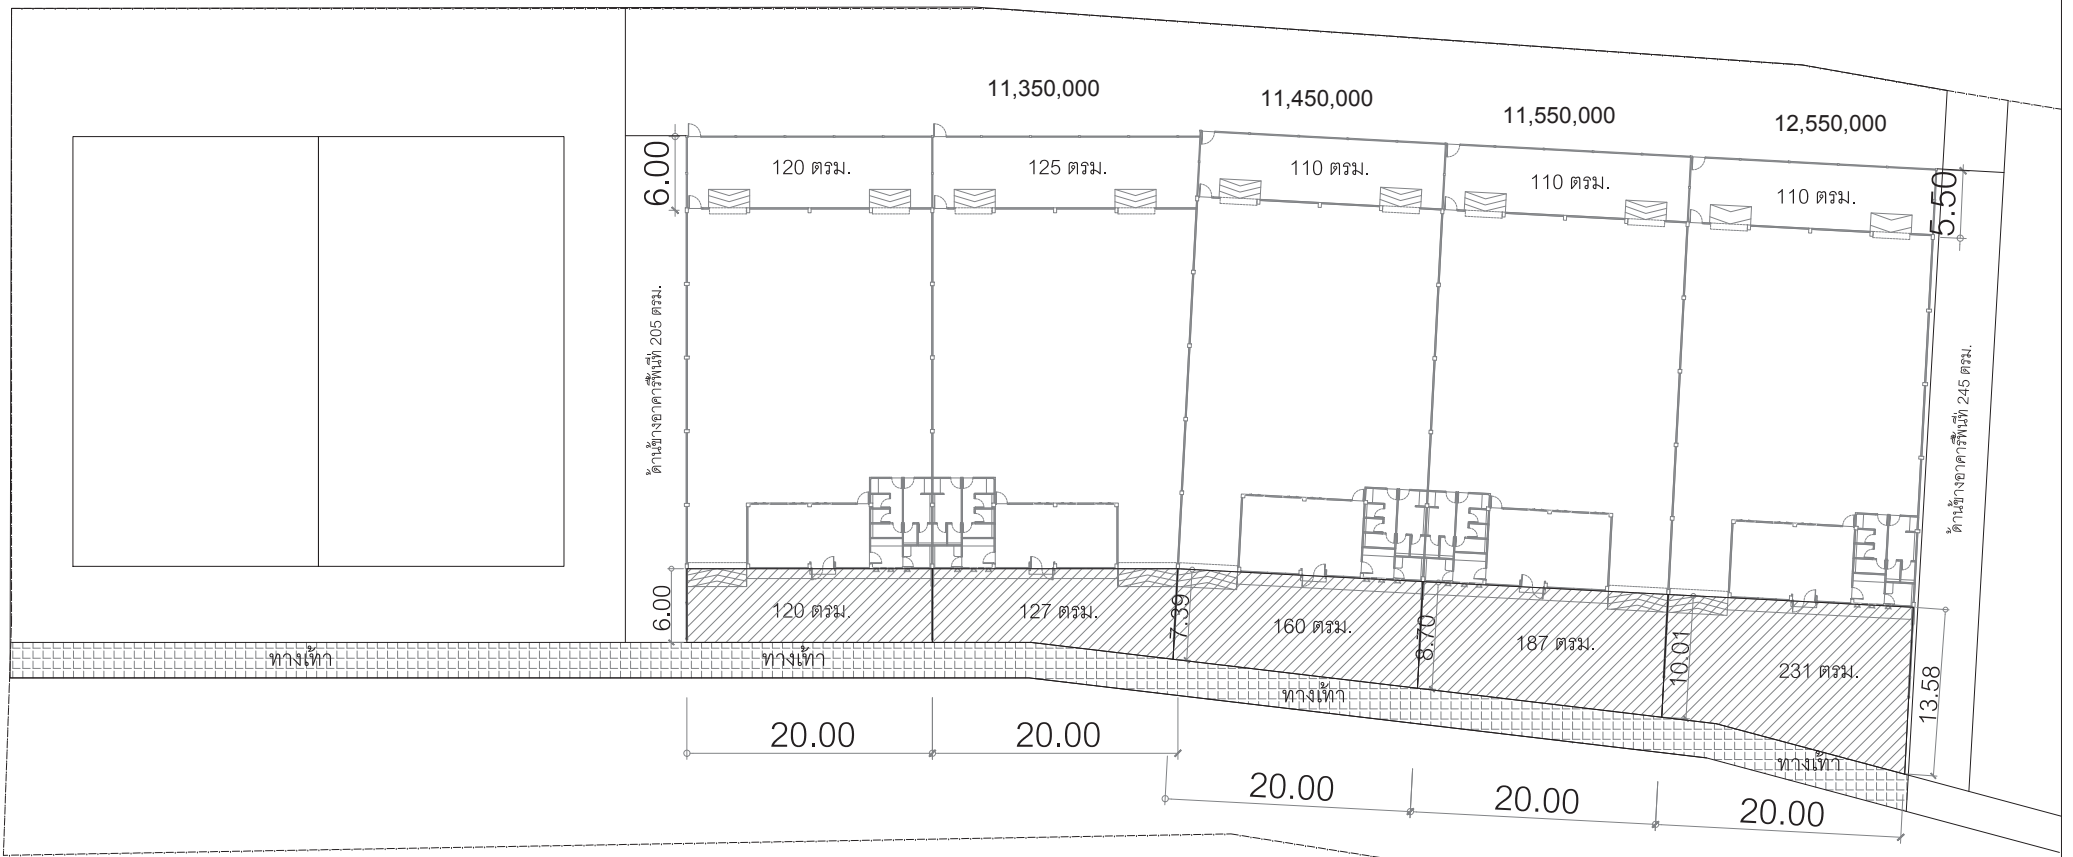 11,350,000
11,450,000
11,550,000
12,550,000
6.00
120 ตรม.
125 ตรม.
110 ตรม.
110 ตรม.
110 ตรม.
5.50
ด้านข้างอาคารพื้นที่ 205 ตรม.
ด้านข้างอาคารพื้นที่ 245 ตรม.
6.00
120 ตรม.
127 ตรม.
7.39
160 ตรม.
8.70
187 ตรม.
10.01
231 ตรม.
13.58
ทางเท้า
ทางเท้า
ทางเท้า
ทางเท้า
20.00
20.00
20.00
20.00
20.00